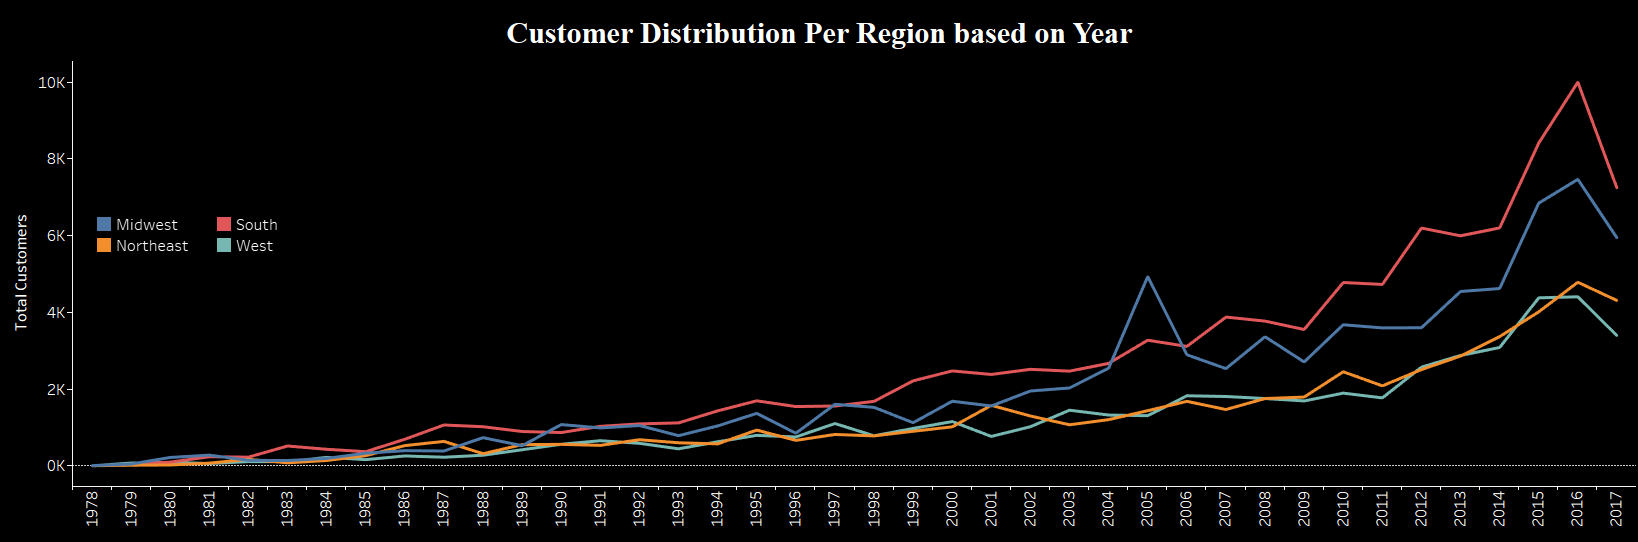 Customer Distribution Per Region based on Year
10K
8K
6K
4K
2K
0K
Total Customers
Midwest South
Northeast West
1978 1979 1980 1981 1982 1983 1984 1985 1986 1987 1988 1989 1990 1991 1992 1993 1994 1995 1996 1997 1998 1999 2000 2001 2002 2003 2004 2005 2006 2007 2008 2009 2010 2011 2012 2013 2014 2015 2016 2017